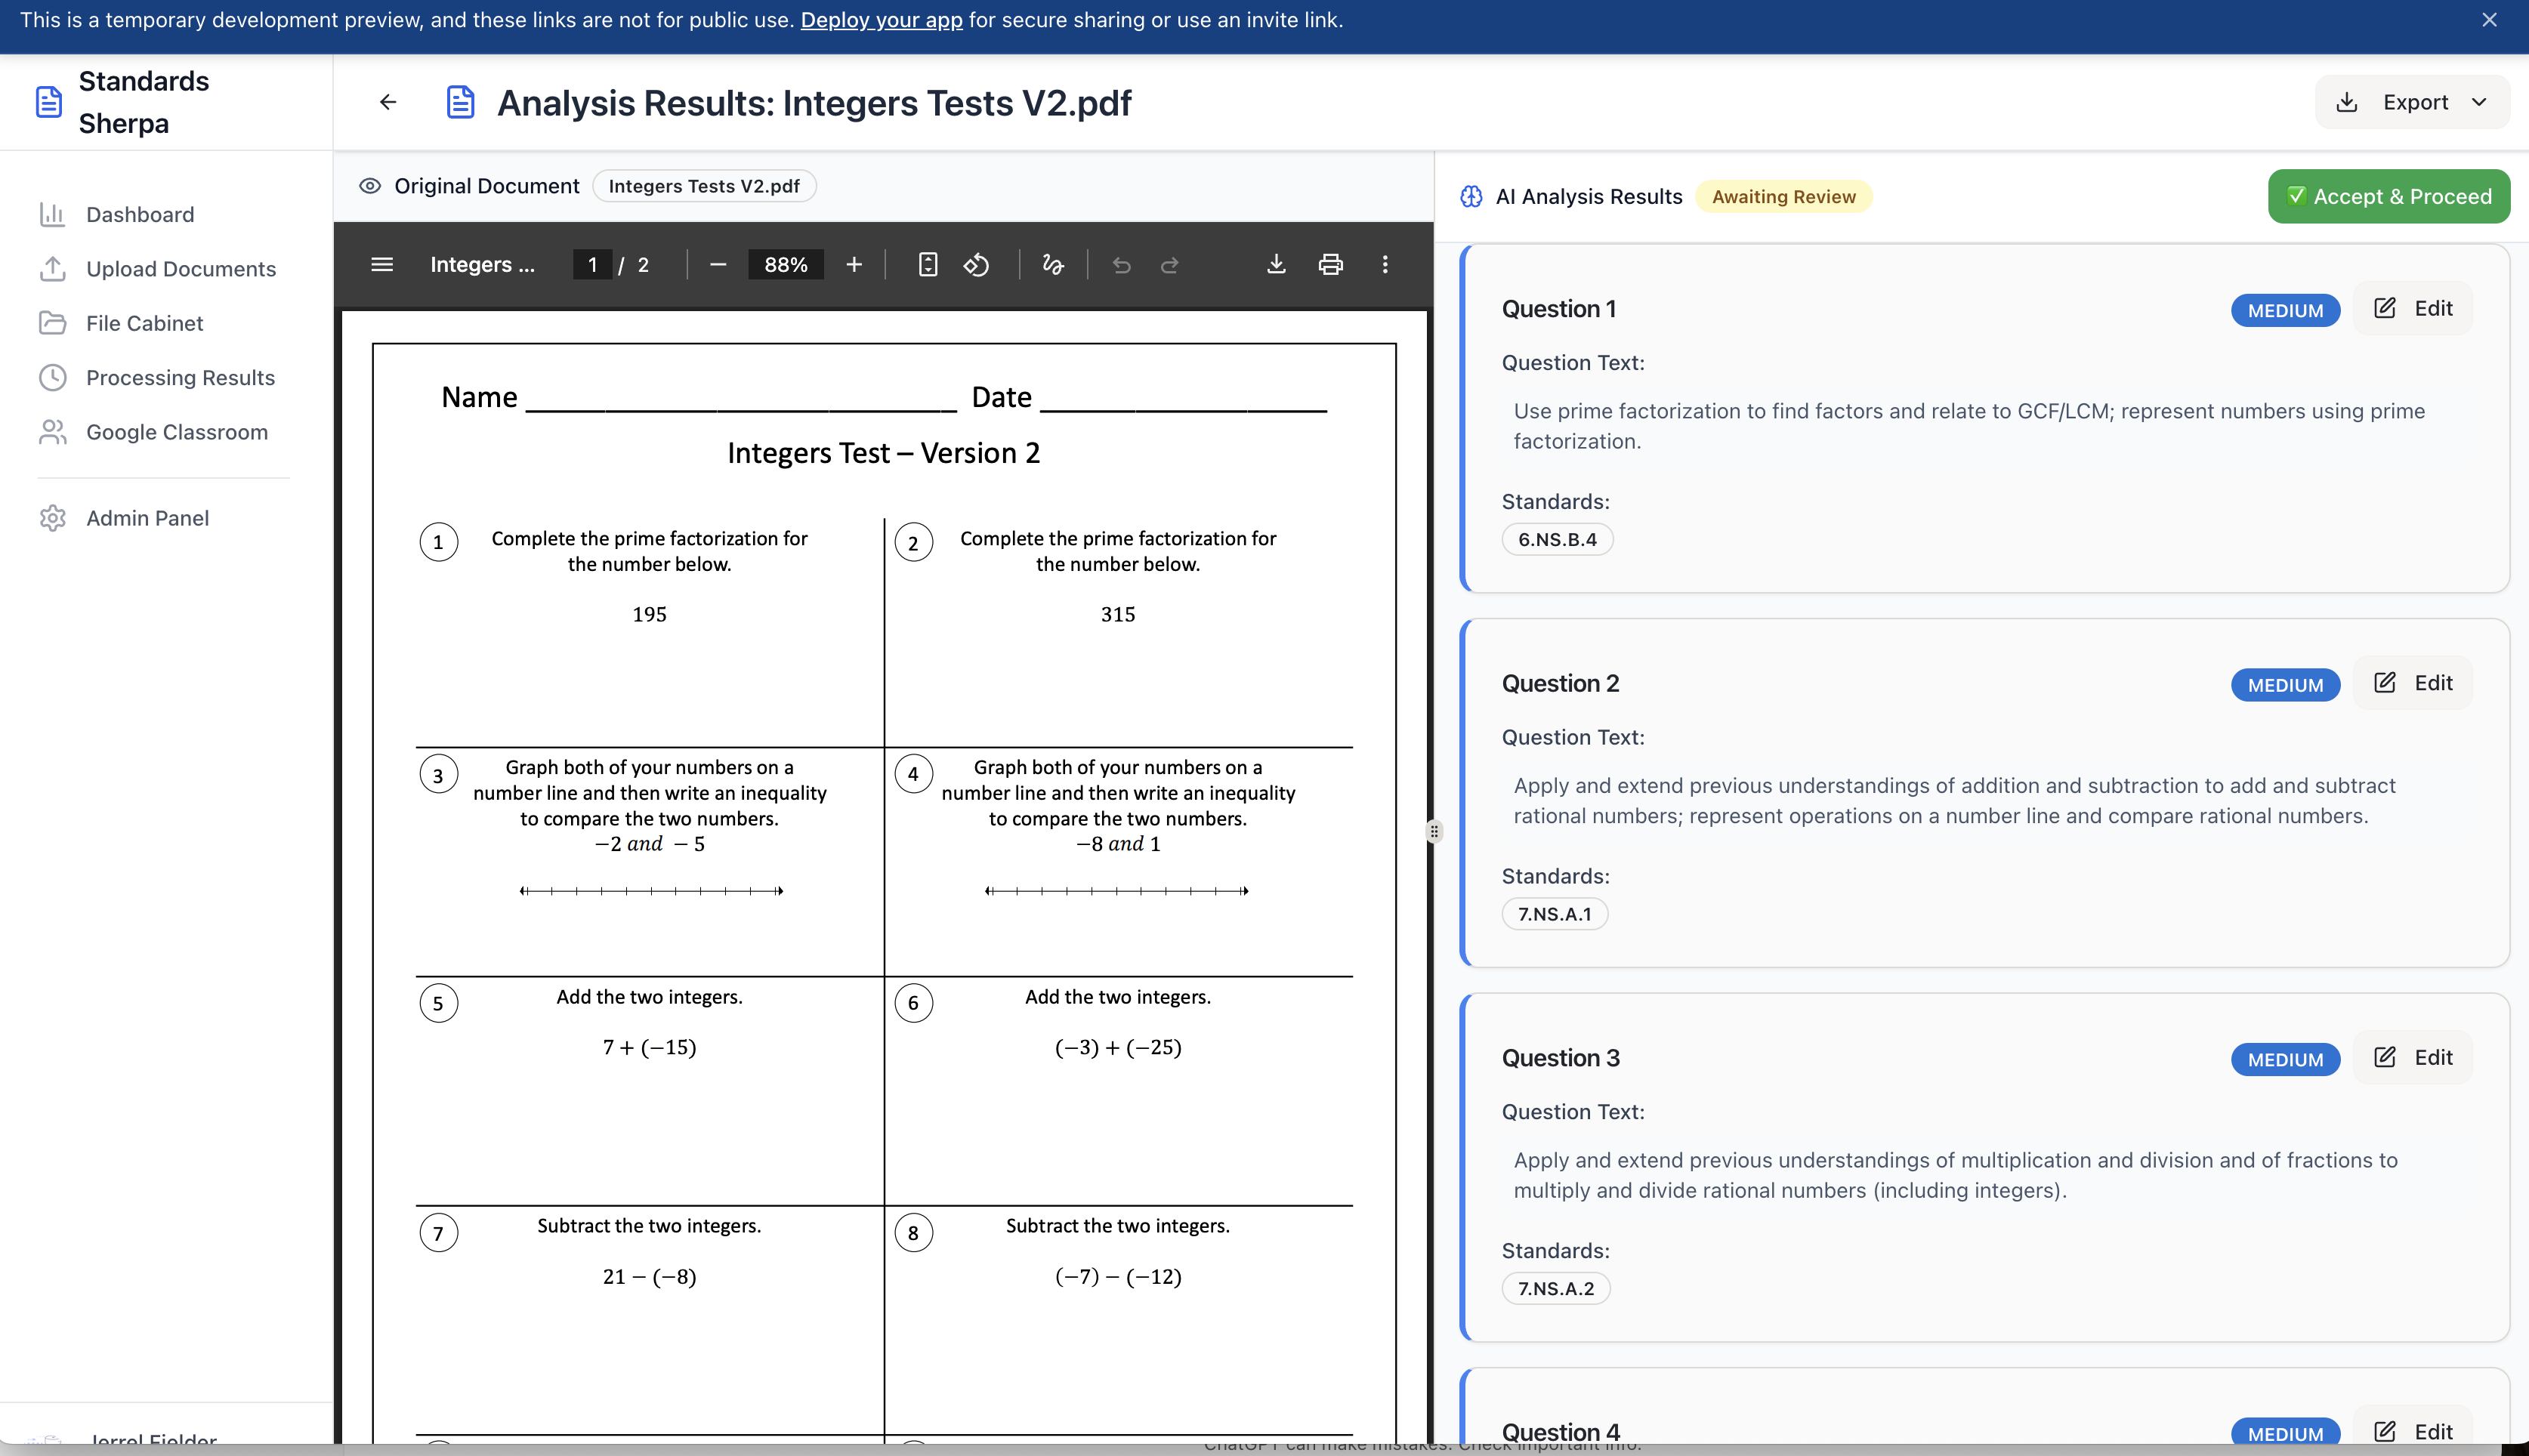 This is a temporary development preview, and these links are not for public use. Deploy your app for secure sharing or use an invite link.
Standards
Sherpa
Dashboard
Upload Documents
File Cabinet
Processing Results
Google Classroom
Admin Panel
Jerrel Fielder
Analysis Results: Integers Tests V2.pdf
Export
Original Document Integers Tests V2.pdf
Integers ... 1 / 2 88%
Name Date
Integers Test – Version 2
1 Complete the prime factorization for
the number below.
195
2 Complete the prime factorization for
the number below.
315
3 Graph both of your numbers on a
number line and then write an inequality
to compare the two numbers.
−2 and − 5
4 Graph both of your numbers on a
number line and then write an inequality
to compare the two numbers.
−8 and 1
5 Add the two integers.
7 + (−15)
6 Add the two integers.
(−3) + (−25)
7 Subtract the two integers.
21 − (−8)
8 Subtract the two integers.
(−7) − (−12)
AI Analysis Results Awaiting Review ✅ Accept & Proceed
Question 1 MEDIUM Edit
Question Text:
Use prime factorization to find factors and relate to GCF/LCM; represent numbers using prime
factorization.
Standards:
6.NS.B.4
Question 2 MEDIUM Edit
Question Text:
Apply and extend previous understandings of addition and subtraction to add and subtract
rational numbers; represent operations on a number line and compare rational numbers.
Standards:
7.NS.A.1
Question 3 MEDIUM Edit
Question Text:
Apply and extend previous understandings of multiplication and division and of fractions to
multiply and divide rational numbers (including integers).
Standards:
7.NS.A.2
Question 4 MEDIUM Edit
ChatGPT can make mistakes. Check important info.